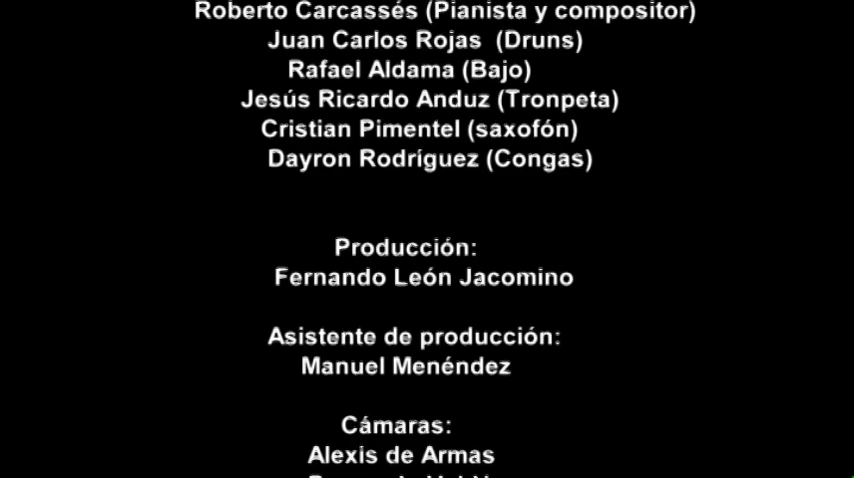 Roberto Carcassés (Pianista y compositor)
Juan Carlos Rojas (Druns)
Rafael Aldama (Bajo)
Jesús Ricardo Anduz (Tronpeta)
Cristian Pimentel (saxofón)
Dayron Rodríguez (Congas)
Producción:
Fernando León Jacomino
Asistente de producción:
Manuel Menéndez
Cámaras:
Alexis de Armas